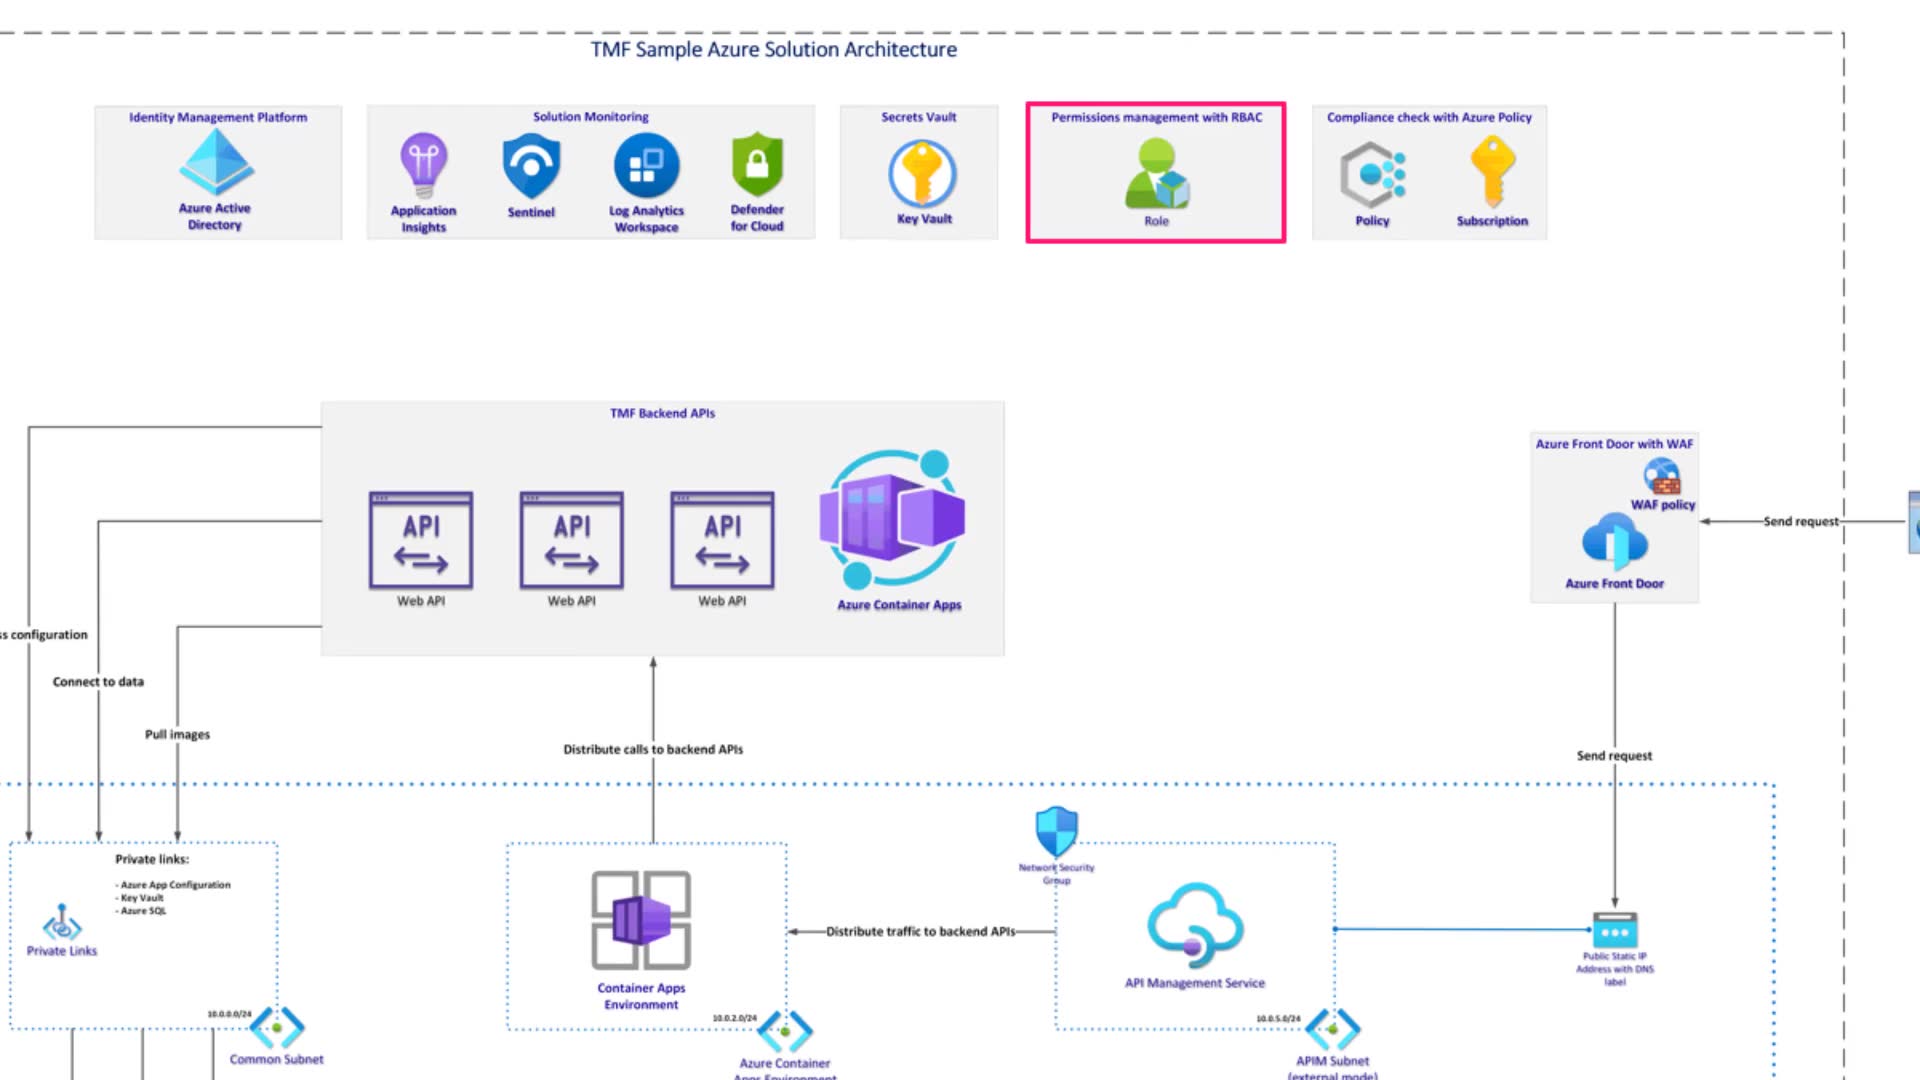 TMF Sample Azure Solution Architecture
Identity Management Platform
Azure Active
Directory
Solution Monitoring
Application
Insights
Sentinel
Log Analytics
Workspace
Defender
for Cloud
Secrets Vault
Key Vault
Permissions management with RBAC
Role
Compliance check with Azure Policy
Policy
Subscription
TMF Backend APIs
API
Web API
API
Web API
API
Web API
Azure Container Apps
Azure Front Door with WAF
WAF policy
Azure Front Door
Send request
configuration
Connect to data
Pull images
Distribute calls to backend APIs
Send request
Private links:
- Azure App Configuration
- Key Vault
- Azure SQL
Private Links
10.0.0.0/24
Common Subnet
Container Apps
Environment
10.0.2.0/24
Azure Container
Apps Environment
Distribute traffic to backend APIs
Network Security
Group
API Management Service
10.0.5.0/24
APIM Subnet
(external mode)
Public Static IP
Address with DNS
label